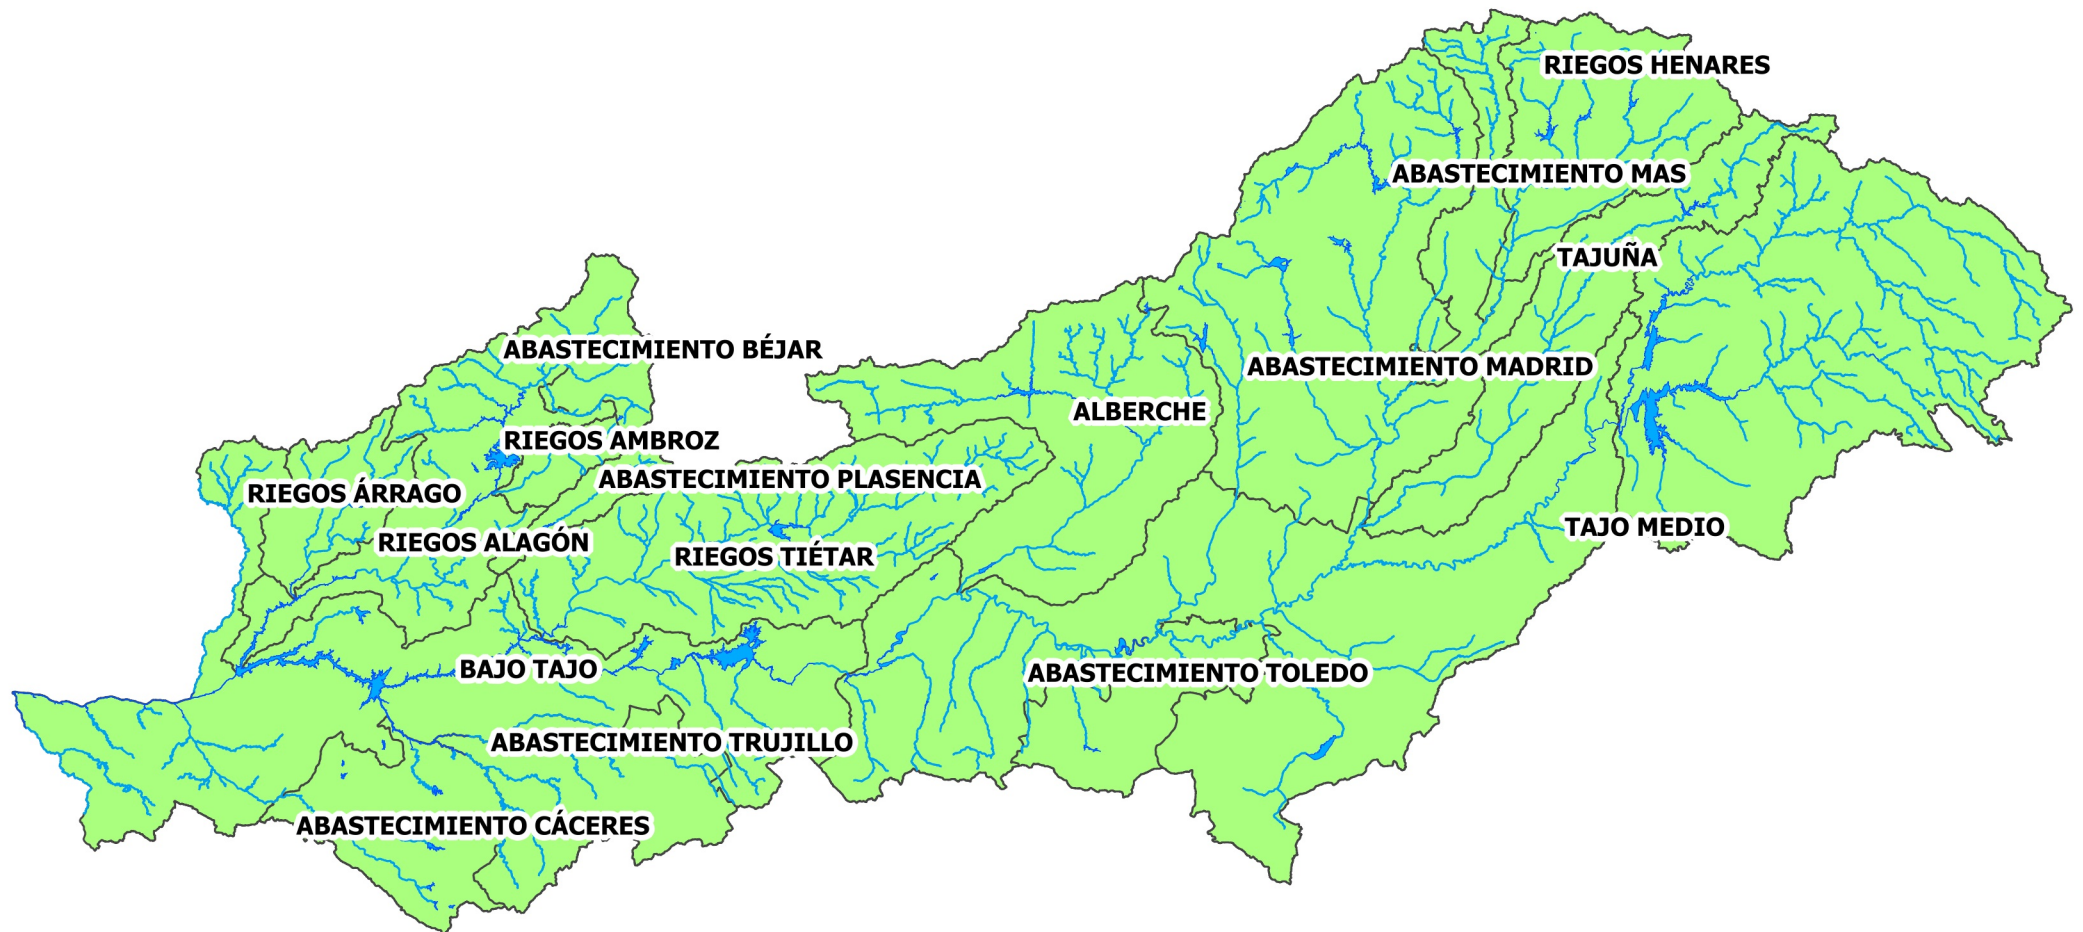 RIEGOS HENARES
ABASTECIMIENTO MAS
TAJUÑA
ABASTECIMIENTO BÉJAR
ABASTECIMIENTO MADRID
ALBERCHE
RIEGOS AMBROZ
ABASTECIMIENTO PLASENCIA
RIEGOS ÁRRAGO
TAJO MEDIO
RIEGOS ALAGÓN
RIEGOS TIÉTAR
BAJO TAJO
ABASTECIMIENTO TOLEDO
ABASTECIMIENTO TRUJILLO
ABASTECIMIENTO CÁCERES